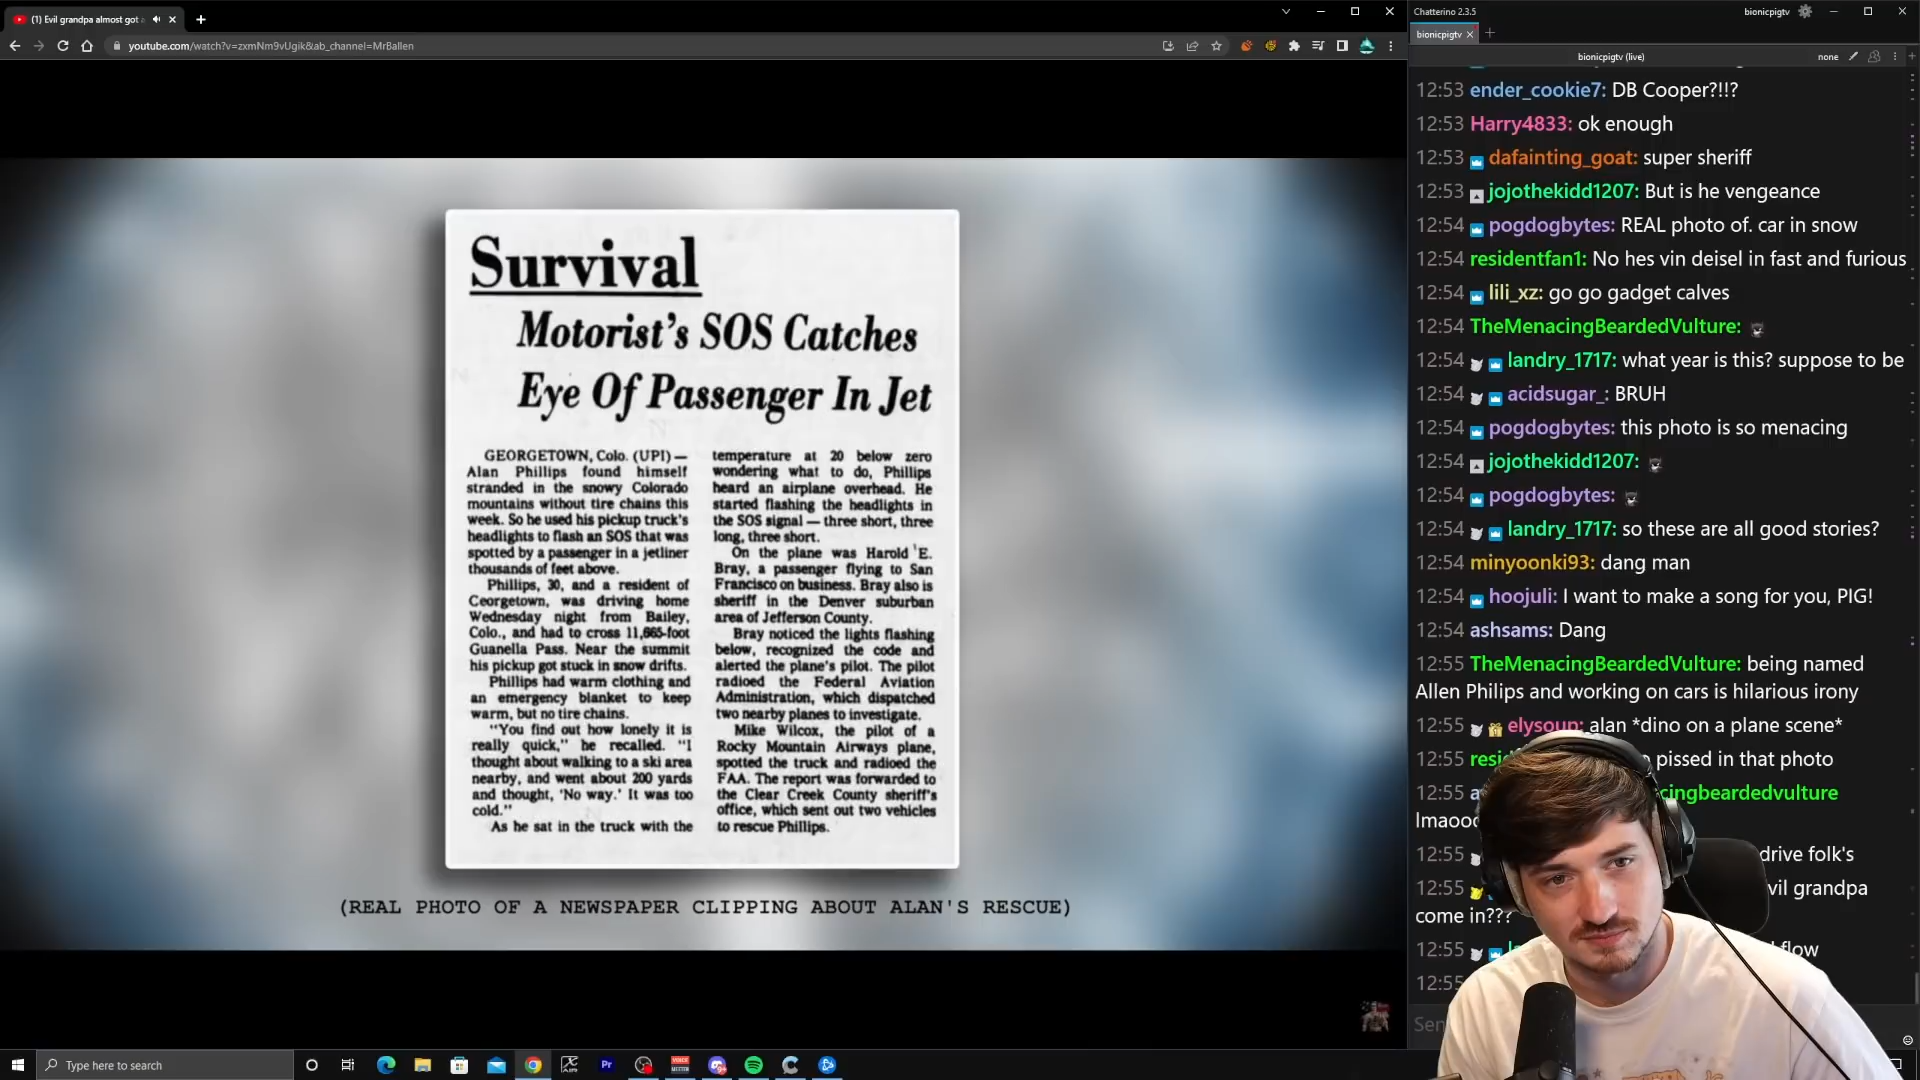 (1) Evil grandpa almost got a
youtube.com/watch?v=zxmNm9vUgik&ab_channel=MrBallen
Survival
Motorist's SOS Catches
Eye Of Passenger In Jet
GEORGETOWN, Colo. (UPI) —
Alan Phillips found himself
stranded in the snowy Colorado
mountains without tire chains this
week. So he used his pickup truck's
headlights to flash an SOS that was
spotted by a passenger in a jetliner
thousands of feet above.
Phillips, 30, and a resident of
Georgetown, was driving home
Wednesday night from Bailey,
Colo., and had to cross 11,665-foot
Guanella Pass. Near the summit
his pickup got stuck in snow drifts.
Phillips had warm clothing and
an emergency blanket to keep
warm, but no tire chains.
"You find out how lonely it is
really quick," he recalled. "I
thought about walking to a ski area
nearby, and went about 200 yards
and thought, 'No way.' It was too
cold."
As he sat in the truck with the
temperature at 20 below zero
wondering what to do, Phillips
heard an airplane overhead. He
started flashing the headlights in
the SOS signal — three short, three
long, three short.
On the plane was Harold E.
Bray, a passenger flying to San
Francisco on business. Bray also is
sheriff in the Denver suburban
area of Jefferson County.
Bray noticed the lights flashing
below, recognized the code and
alerted the plane's pilot. The pilot
radioed the Federal Aviation
Administration, which dispatched
two nearby planes to investigate.
Mike Wilcox, the pilot of a
Rocky Mountain Airways plane,
spotted the truck and radioed the
FAA. The report was forwarded to
the Clear Creek County sheriff's
office, which sent out two vehicles
to rescue Phillips.
(REAL PHOTO OF A NEWSPAPER CLIPPING ABOUT ALAN'S RESCUE)
Type here to search
Pr
Chatterino 2.3.5
bionicpigtv
bionicpigtv
bionicpigtv (live)
none
12:53 ender_cookie7: DB Cooper?!!?
12:53 Harry4833: ok enough
12:53 dafainting_goat: super sheriff
12:53 jojothekidd1207: But is he vengeance
12:54 pogdogbytes: REAL photo of. car in snow
12:54 residentfan1: No hes vin deisel in fast and furious
12:54 lili_xz: go go gadget calves
12:54 TheMenacingBeardedVulture:
12:54 landry_1717: what year is this? suppose to be
12:54 acidsugar_: BRUH
12:54 pogdogbytes: this photo is so menacing
12:54 jojothekidd1207:
12:54 pogdogbytes:
12:54 landry_1717: so these are all good stories?
12:54 minyoonki93: dang man
12:54 hoojuli: I want to make a song for you, PIG!
12:54 ashsams: Dang
12:55 TheMenacingBeardedVulture: being named
Allen Philips and working on cars is hilarious irony
12:55 elysoup: alan *dino on a plane scene*
12:55 pissed in that photo
12:55 cingbeardedvulture
12:55 drive folk's
12:55 vil grandpa
come in???
12:55 flow
12:55